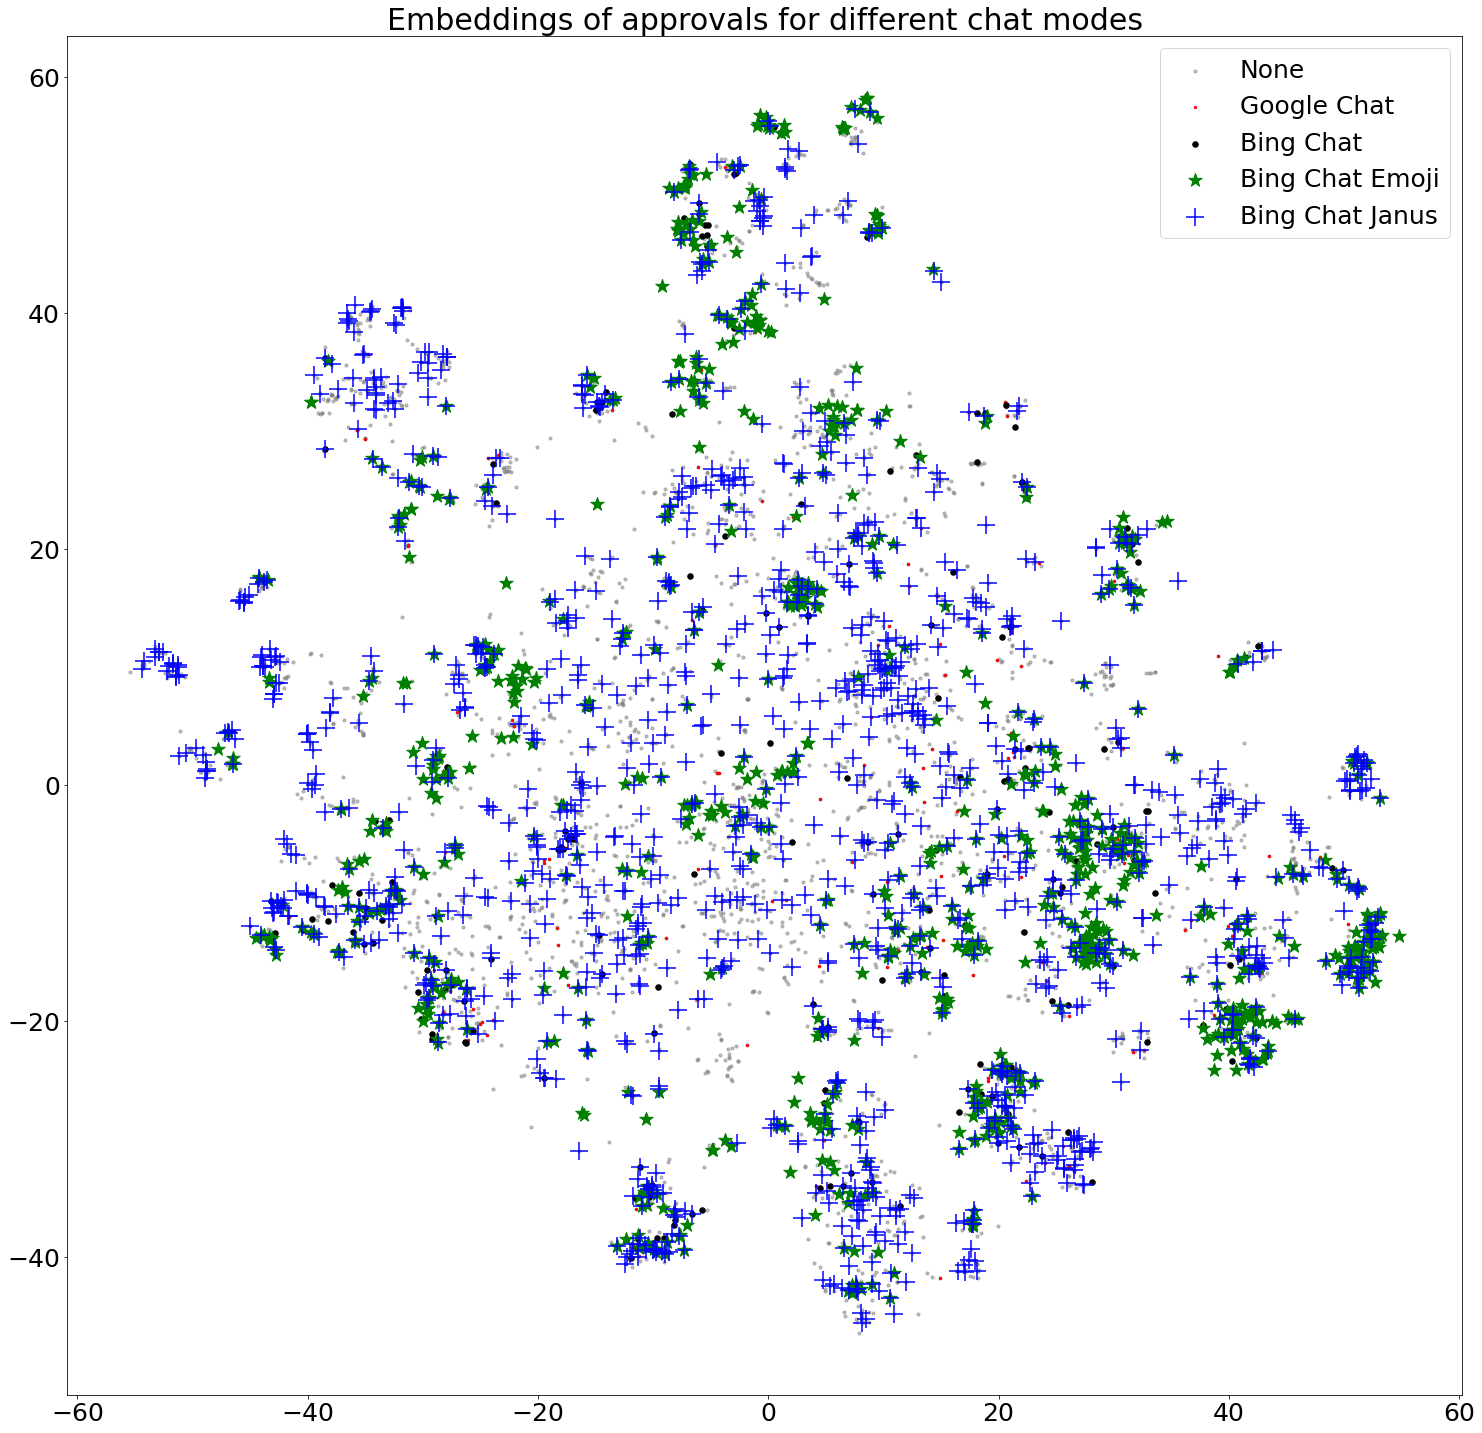 Embeddings of approvals for different chat modes
60
40
20
0
−20
−40
−60
−40
−20
0
20
40
60
None
Google Chat
Bing Chat
Bing Chat Emoji
Bing Chat Janus